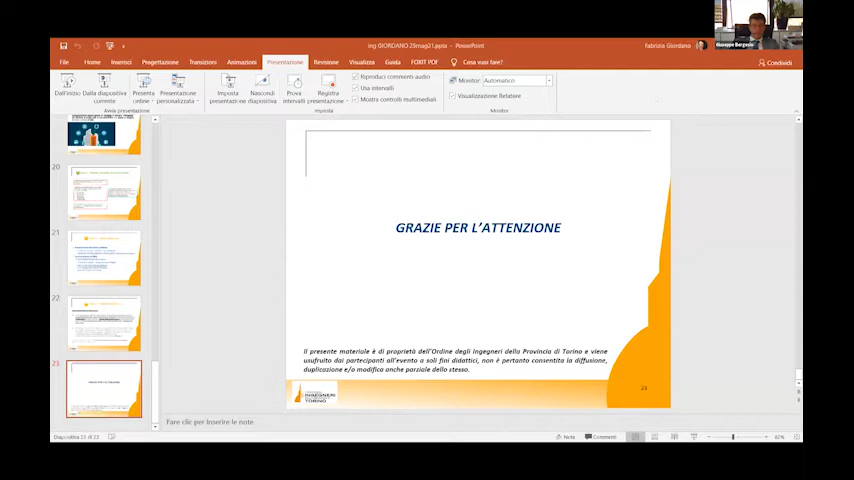 ing GIORDANO 25mag21.pptx - PowerPoint
Fabrizio Giordano
Giuseppe Bergesio
File Home Inserisci Progettazione Transizioni Animazioni Presentazione Revisione Visualizza Guida FOXIT PDF Cosa vuoi fare?
Condividi
Dall'inizio
Dalla diapositiva corrente
Presenta online
Presentazione personalizzata
Imposta presentazione
Nascondi diapositiva
Prova intervalli
Registra presentazione
Riproduci commenti audio
Usa intervalli
Mostra controlli multimediali
Monitor: Automatico
Visualizzazione Relatore
Avvia presentazione
Imposta
Monitor
20
21
22
23
GRAZIE PER L'ATTENZIONE
Il presente materiale è di proprietà dell'Ordine degli Ingegneri della Provincia di Torino e viene
usufruito dai partecipanti all'evento a soli fini didattici, non è pertanto consentita la diffusione,
duplicazione e/o modifica anche parziale dello stesso.
INGEGNERI
TORINO
23
Fare clic per inserire le note
Diapositiva 23 di 23
Note
Commenti
82%